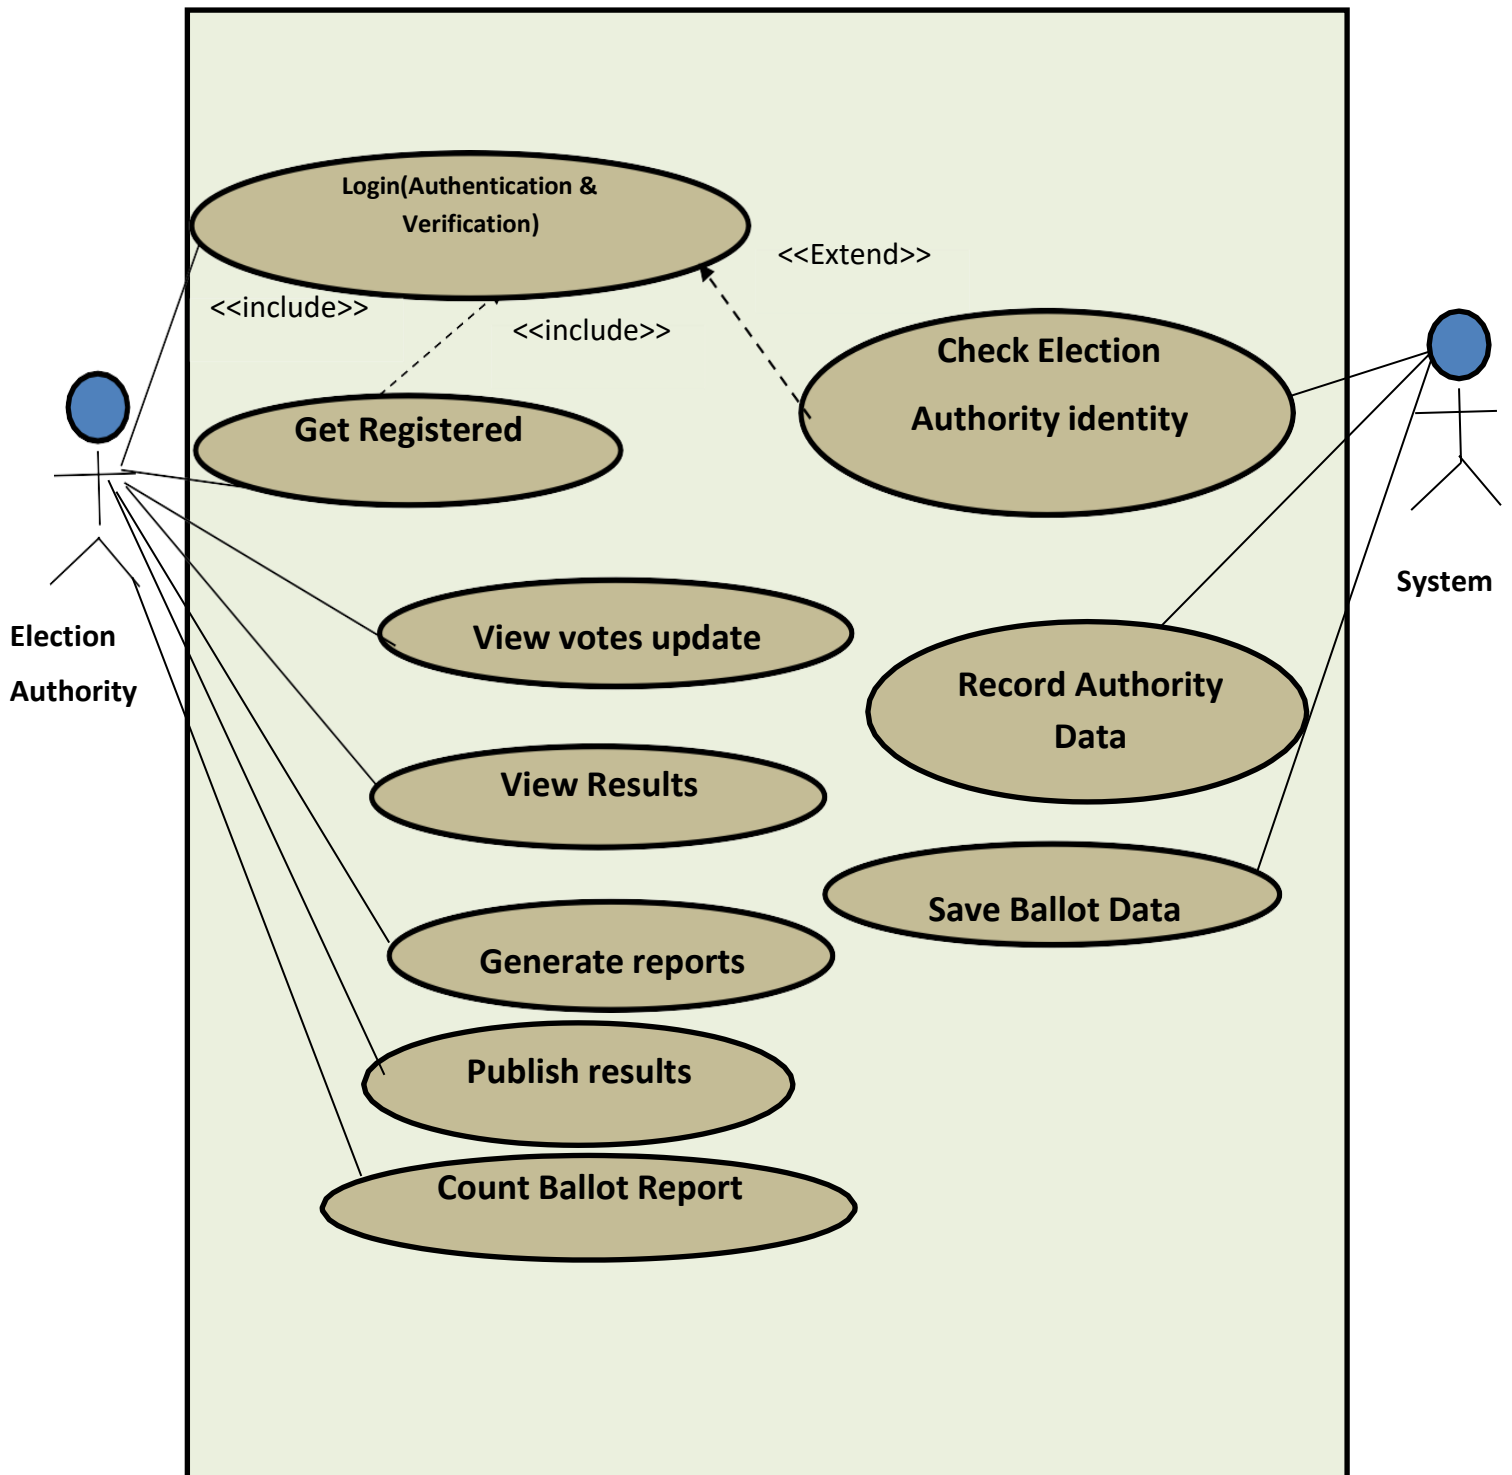 Login(Authentication &
Verification)
<<Extend>>
<<include>>
<<include>>
Check Election
Authority identity
Get Registered
System
Election
Authority
View votes update
Record Authority
Data
View Results
Save Ballot Data
Generate reports
Publish results
Count Ballot Report